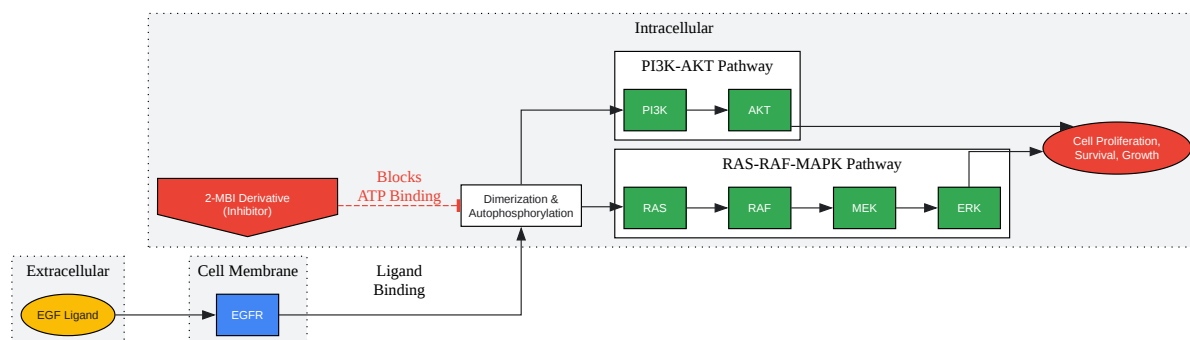 Intracellular
PI3K-AKT Pathway
PI3K
AKT
Cell Proliferation,
Survival, Growth
RAS-RAF-MAPK Pathway
Blocks
ATP Binding
2-MBI Derivative
(Inhibitor)
Dimerization &
Autophosphorylation
RAS
RAF
MEK
ERK
Extracellular
EGF Ligand
Cell Membrane
EGFR
Ligand
Binding